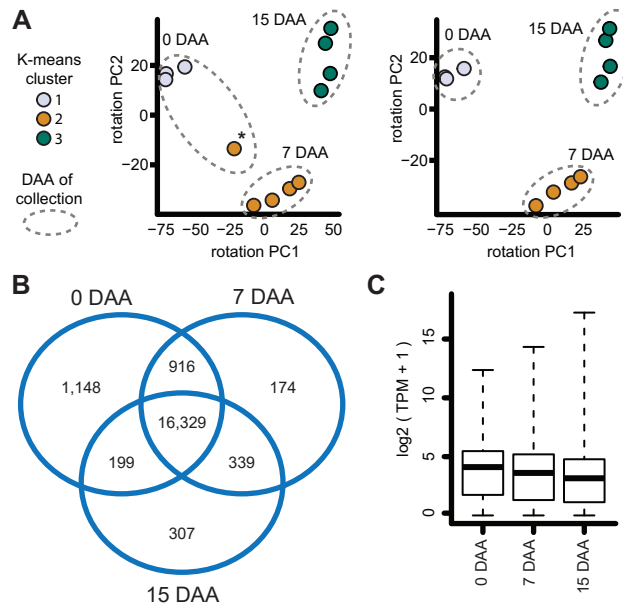 A
K-means
cluster
1
2
3
DAA of
collection
0 DAA
15 DAA
7 DAA
*
rotation PC2
20
0
−20
−75 −50 −25 0 25 50
rotation PC1
0 DAA
15 DAA
7 DAA
rotation PC2
20
0
−20
−75 −50 −25 0 25
rotation PC1
B
0 DAA
7 DAA
916
1,148
174
16,329
199
339
307
15 DAA
C
log2 ( TPM + 1)
15
10
5
0
0 DAA
7 DAA
15 DAA